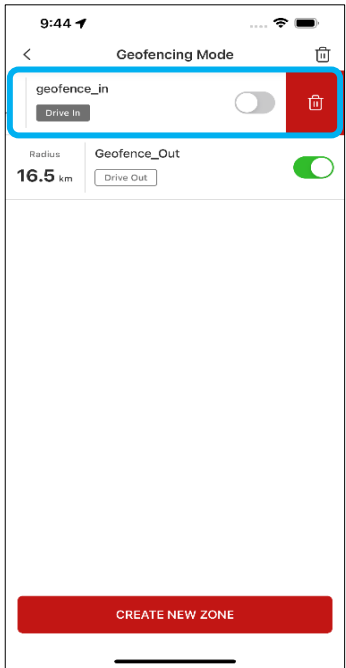 9:44
Geofencing Mode
geofence_in
Drive In
Radius
Geofence_Out
16.5 km
Drive Out
CREATE NEW ZONE